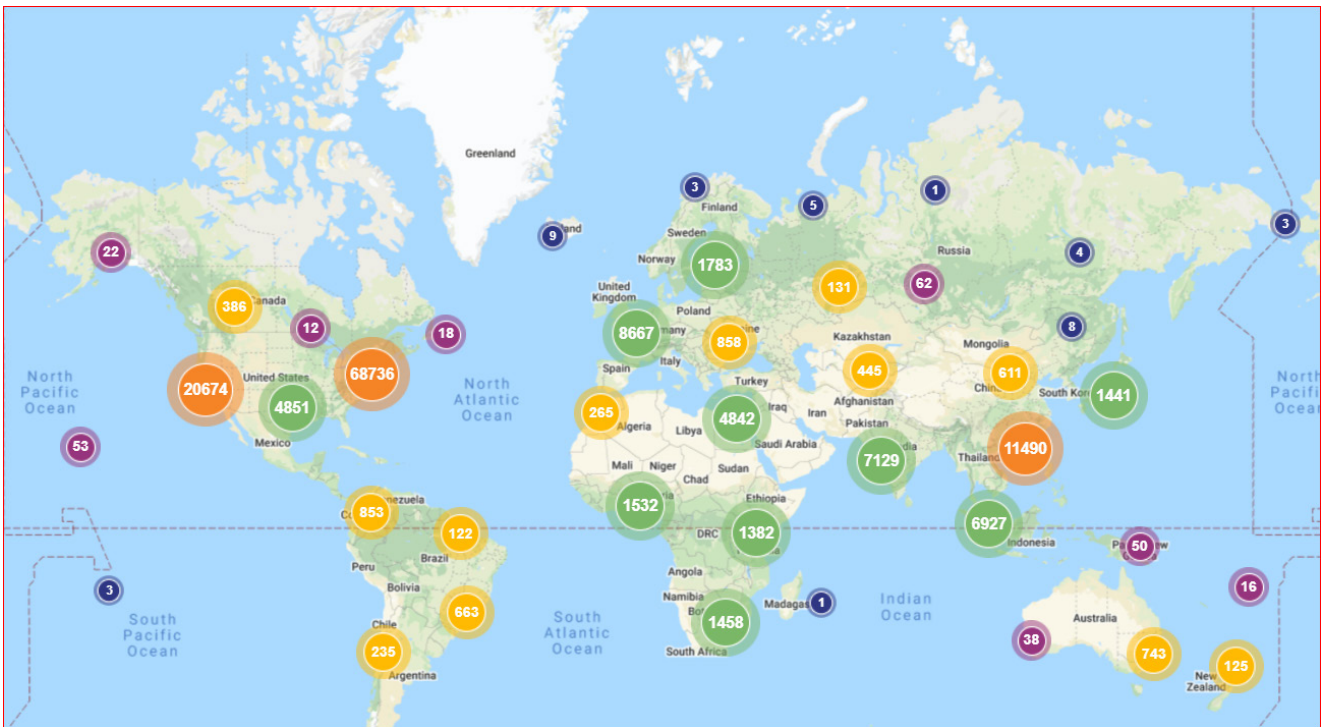 Greenland
3
Finland
1
5
3
9
Sweden
22
Norway
1783
Russia
4
62
131
386
Canada
United
Kingdom
Poland
12
18
8667
858
8
Kazakhstan
Mongolia
Italy
Spain
68736
445
611
North
Pacific
Ocean
20674
United States
4851
North
Atlantic
Ocean
Turkey
1441
North
Afghanistan
265
4842
Iraq
Iran
Pakistan
Algeria
Libya
Mexico
53
Saudi Arabia
7129
11490
Mali
Niger
Chad
Sudan
853
1532
Ethiopia
6927
122
DRC
1382
Indonesia
50
Brazil
Peru
Bolivia
Angola
3
Namibia
1
Indian
Ocean
16
663
South
Pacific
Ocean
South
Atlantic
Ocean
Chile
1458
Australia
38
235
South Africa
743
125
Argentina
New
Zealand